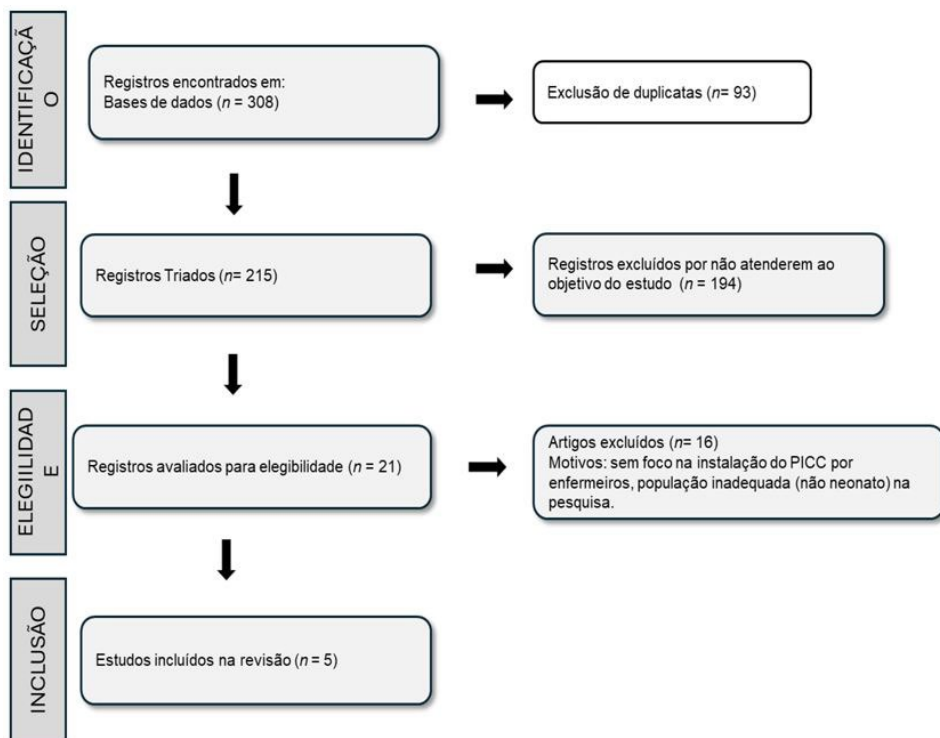 IDENTIFICAÇÃ
O
Registros encontrados em:
Bases de dados (n = 308)
Exclusão de duplicatas (n= 93)
SELEÇÃO
Registros Triados (n= 215)
Registros excluídos por não atenderem ao
objetivo do estudo (n = 194)
ELEGILIDAD
E
Registros avaliados para elegibilidade (n = 21)
Artigos excluídos (n= 16)
Motivos: sem foco na instalação do PICC por
enfermeiros, população inadequada (não neonato) na
pesquisa.
INCLUSÃO
Estudos incluídos na revisão (n = 5)